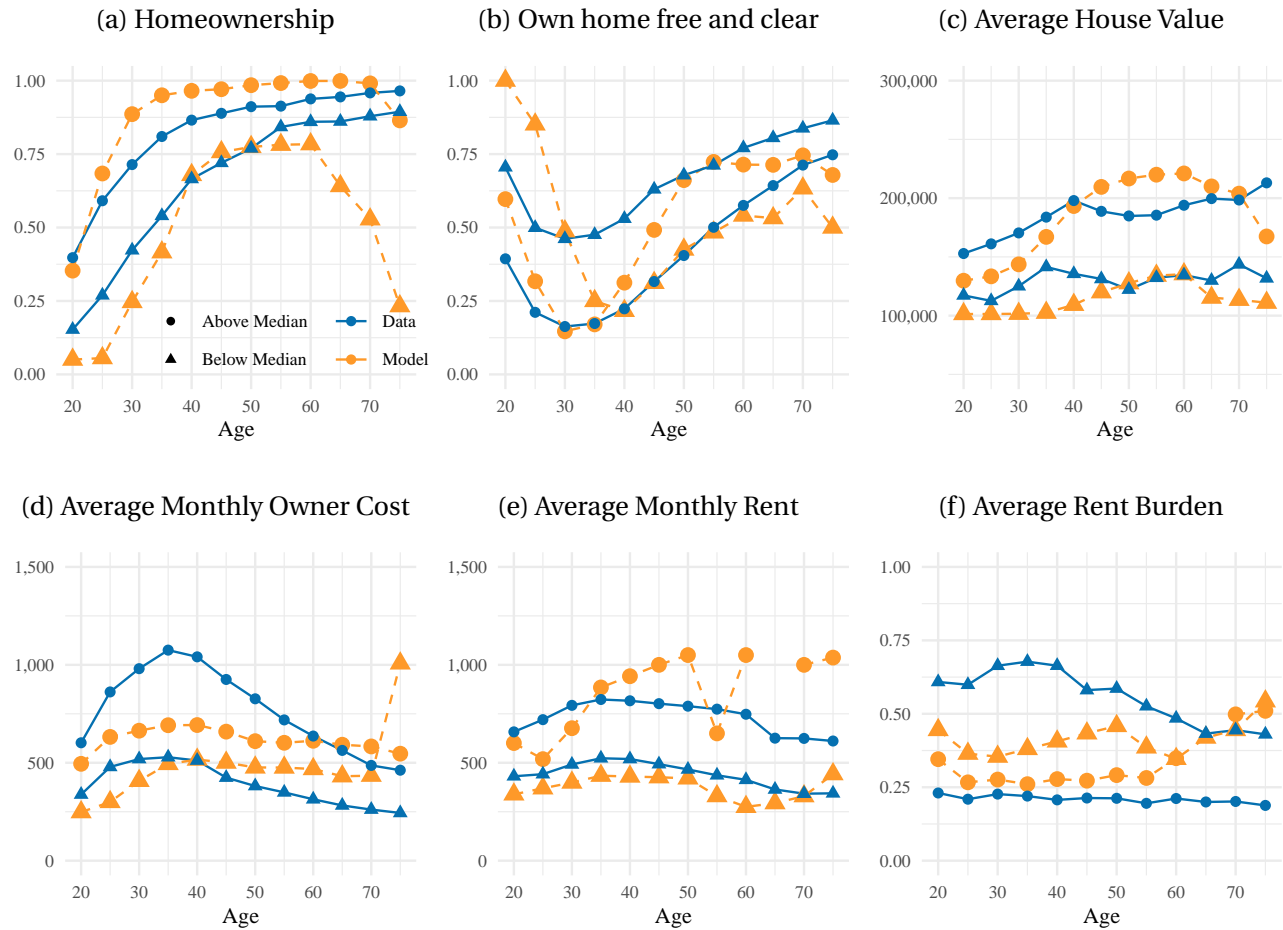 (a) Homeownership
1.00
0.75
0.50
0.25
0.00
Above Median
Data
Below Median
Model
20 30 40 50 60 70
Age
(b) Own home free and clear
1.00
0.75
0.50
0.25
0.00
20 30 40 50 60 70
Age
(c) Average House Value
300,000
200,000
100,000
20 30 40 50 60 70
Age
(d) Average Monthly Owner Cost
1,500
1,000
500
0
20 30 40 50 60 70
Age
(e) Average Monthly Rent
1,500
1,000
500
0
20 30 40 50 60 70
Age
(f) Average Rent Burden
1.00
0.75
0.50
0.25
0.00
20 30 40 50 60 70
Age